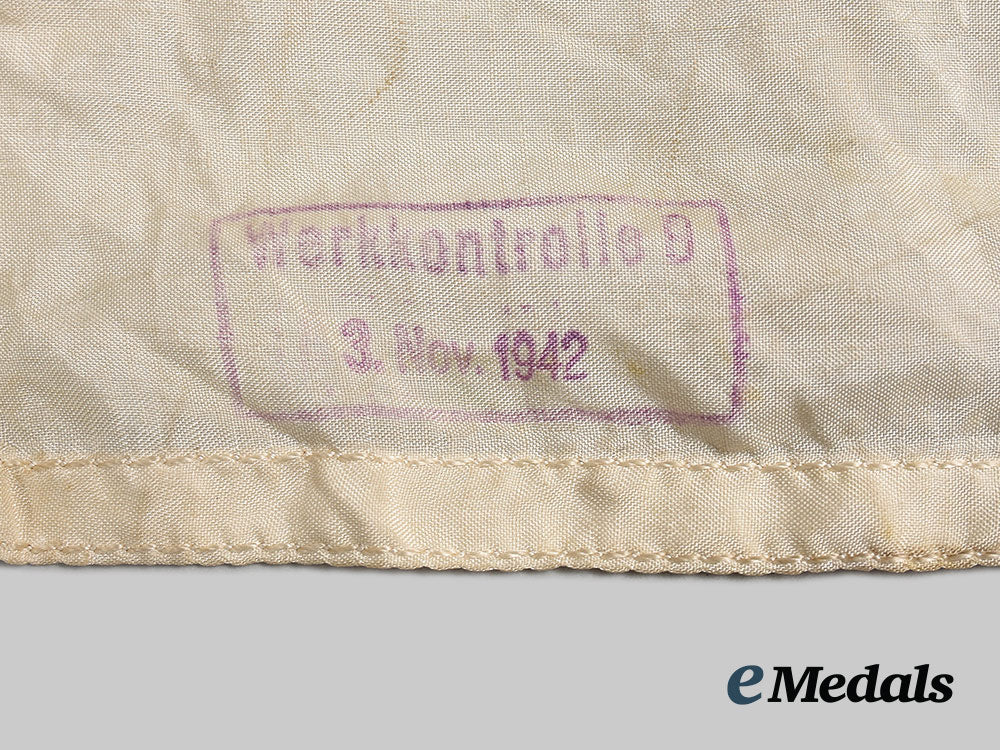 Werkkontrolle 9
3. Nov. 1942
eMedals